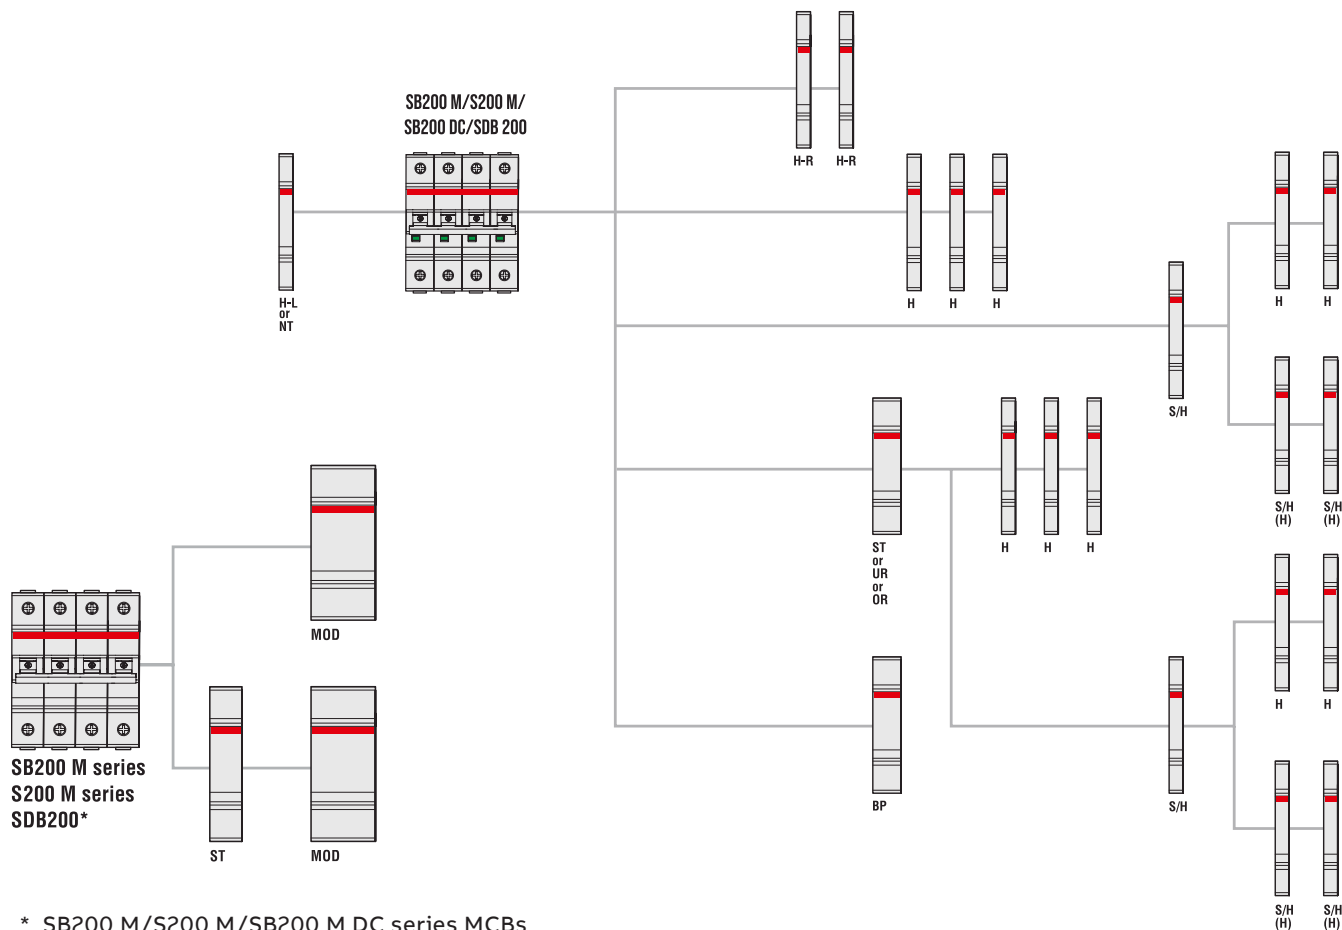 SB200 M/S200 M/
SB200 DC/SDB 200
H-R H-R
H-L
or
NT
H H H
H H
S/H
S/H S/H
(H) (H)
ST
or
UR
or
OR
H H H
MOD
SB200 M series
S200 M series
SDB200*
ST
MOD
BP
S/H
H H
S/H S/H
(H) (H)
* SB200 M/S200 M/SB200 M DC series MCBs